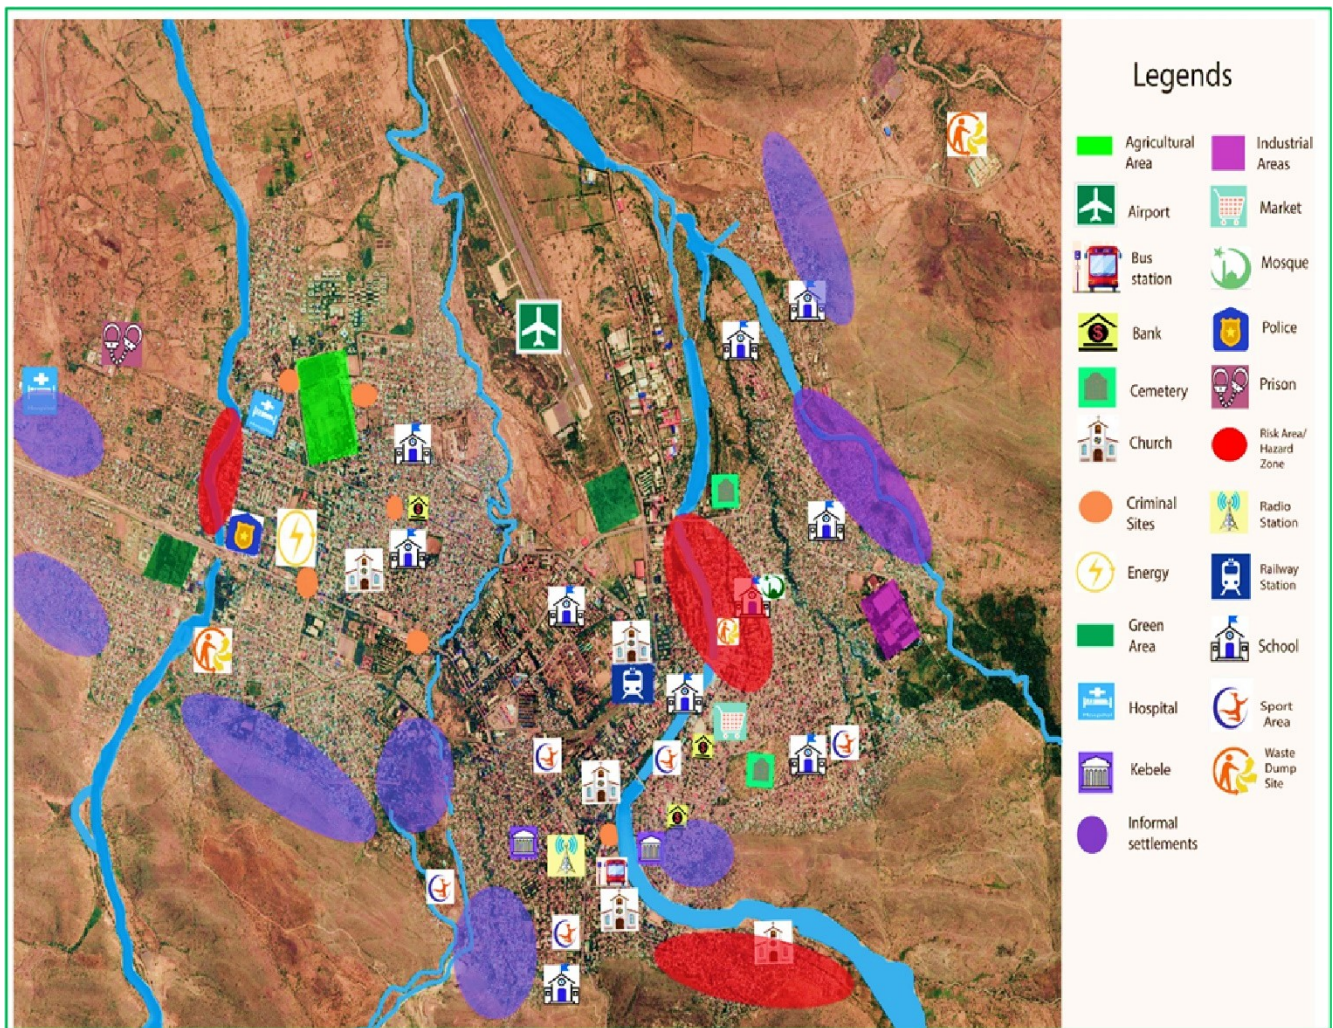 Legends
Agricultural
Area
Airport
Bus
station
Bank
Cemetery
Church
Criminal
Sites
Energy
Green
Area
Hospital
Kebele
Informal
settlements
Industrial
Areas
Market
Mosque
Police
Prison
Risk Area/
Hazard
Zone
Radio
Station
Railway
Station
School
Sport
Area
Waste
Dump
Site